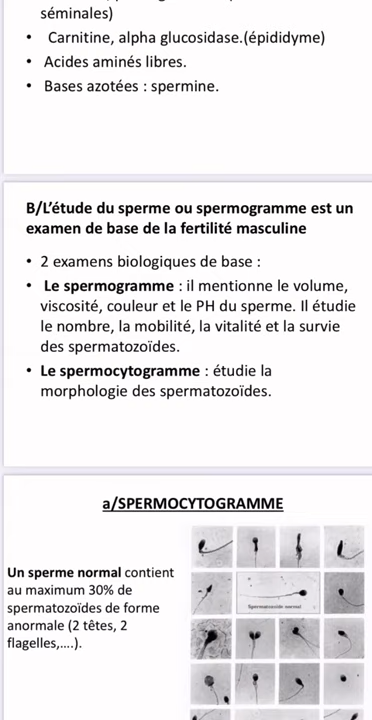 séminales)
• Carnitine, alpha glucosidase.(épididyme)
• Acides aminés libres.
• Bases azotées : spermine.
B/L'étude du sperme ou spermogramme est un
examen de base de la fertilité masculine
• 2 examens biologiques de base :
• Le spermogramme : il mentionne le volume,
viscosité, couleur et le PH du sperme. Il étudie
le nombre, la mobilité, la vitalité et la survie
des spermatozoïdes.
• Le spermocytogramme : étudie la
morphologie des spermatozoïdes.
a/SPERMOCYTOGRAMME
Un sperme normal contient
au maximum 30% de
spermatozoïdes de forme
anormale (2 têtes, 2
flagelles,....).
Spermatozoïde normal